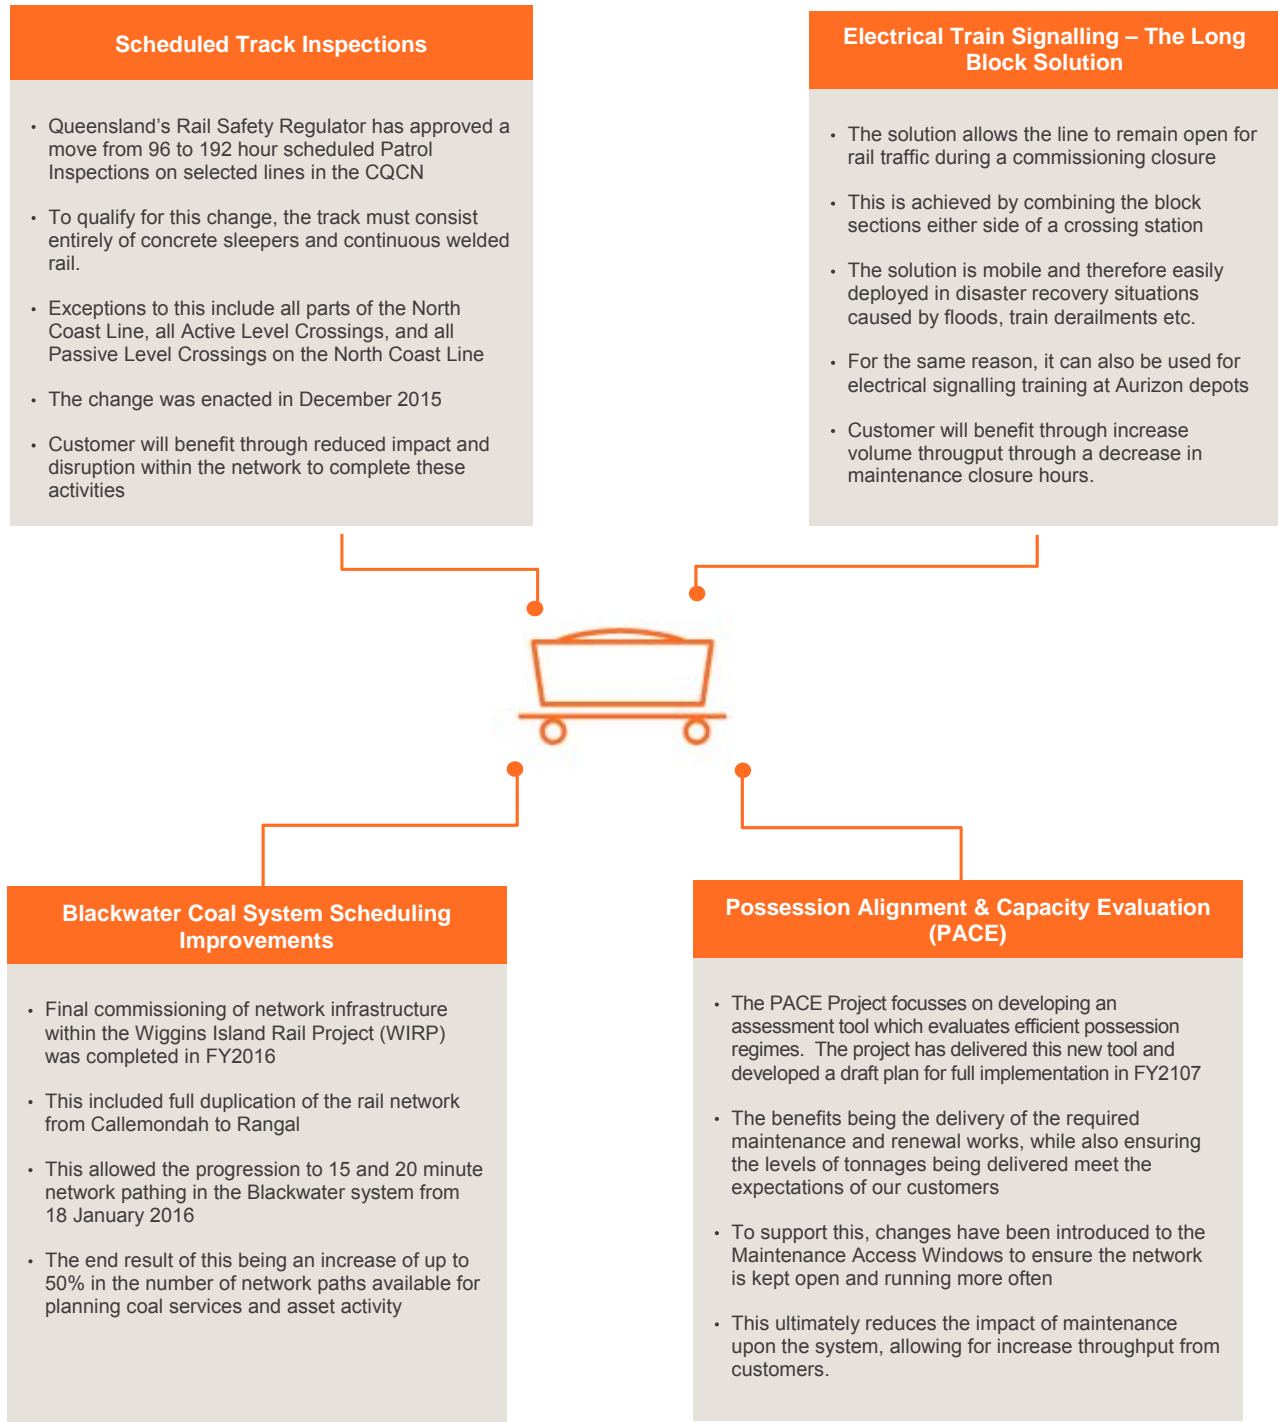 Scheduled Track Inspections
• Queensland’s Rail Safety Regulator has approved a
move from 96 to 192 hour scheduled Patrol
Inspections on selected lines in the CQCN
• To qualify for this change, the track must consist
entirely of concrete sleepers and continuous welded
rail.
• Exceptions to this include all parts of the North
Coast Line, all Active Level Crossings, and all
Passive Level Crossings on the North Coast Line
• The change was enacted in December 2015
• Customer will benefit through reduced impact and
disruption within the network to complete these
activities
Electrical Train Signalling – The Long
Block Solution
• The solution allows the line to remain open for
rail traffic during a commissioning closure
• This is achieved by combining the block
sections either side of a crossing station
• The solution is mobile and therefore easily
deployed in disaster recovery situations
caused by floods, train derailments etc.
• For the same reason, it can also be used for
electrical signalling training at Aurizon depots
• Customer will benefit through increase
volume througput through a decrease in
maintenance closure hours.
Blackwater Coal System Scheduling
Improvements
• Final commissioning of network infrastructure
within the Wiggins Island Rail Project (WIRP)
was completed in FY2016
• This included full duplication of the rail network
from Callemondah to Rangal
• This allowed the progression to 15 and 20 minute
network pathing in the Blackwater system from
18 January 2016
• The end result of this being an increase of up to
50% in the number of network paths available for
planning coal services and asset activity
Possession Alignment & Capacity Evaluation
(PACE)
• The PACE Project focusses on developing an
assessment tool which evaluates efficient possession
regimes. The project has delivered this new tool and
developed a draft plan for full implementation in FY2107
• The benefits being the delivery of the required
maintenance and renewal works, while also ensuring
the levels of tonnages being delivered meet the
expectations of our customers
• To support this, changes have been introduced to the
Maintenance Access Windows to ensure the network
is kept open and running more often
• This ultimately reduces the impact of maintenance
upon the system, allowing for increase throughput from
customers.